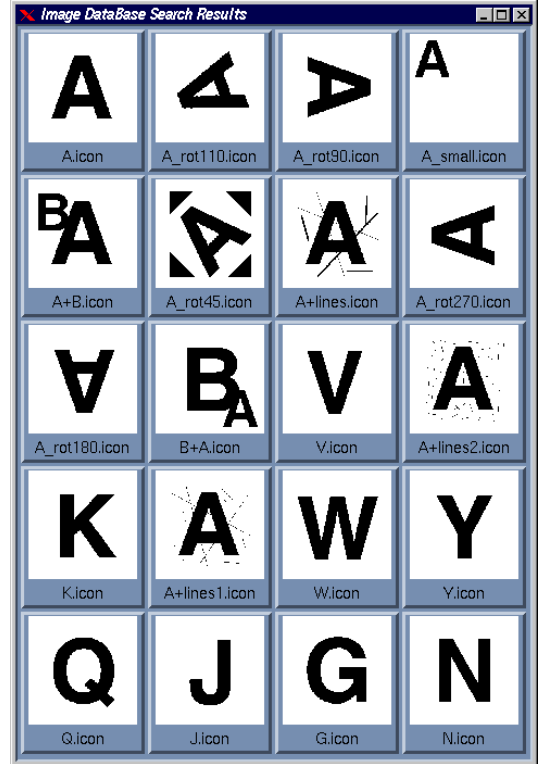 Image DataBase Search Results
A A A A
A.icon A_rot110.icon A_rot90.icon A_small.icon
BA A A A
A+B.icon A_rot45.icon A+lines.icon A_rot270.icon
A BA V A
A_rot180.icon B+A.icon V.icon A+lines2.icon
K A W Y
K.icon A+lines1.icon W.icon Y.icon
Q J G N
Q.icon J.icon G.icon N.icon